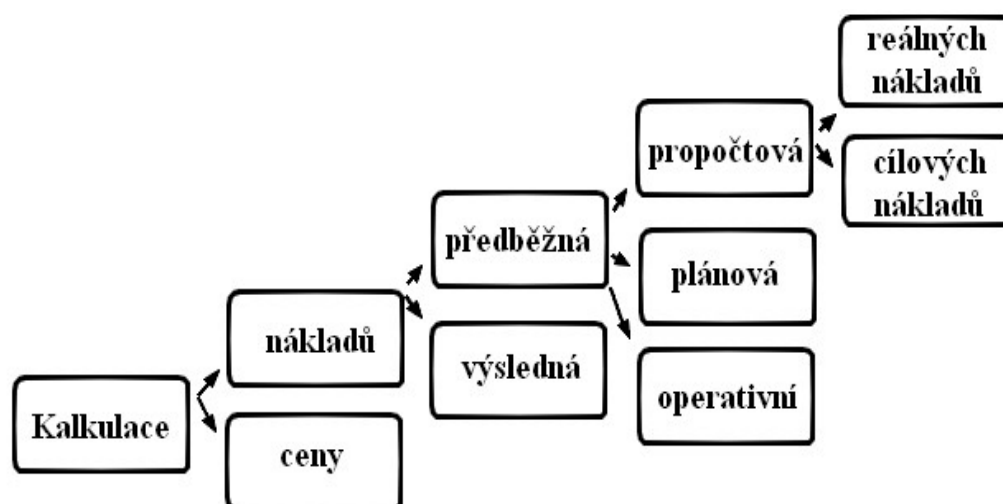 reálných
nákladů
propočtová
cílových
nákladů
předběžná
plánová
nákladů
výsledná
operativní
Kalkulace
ceny